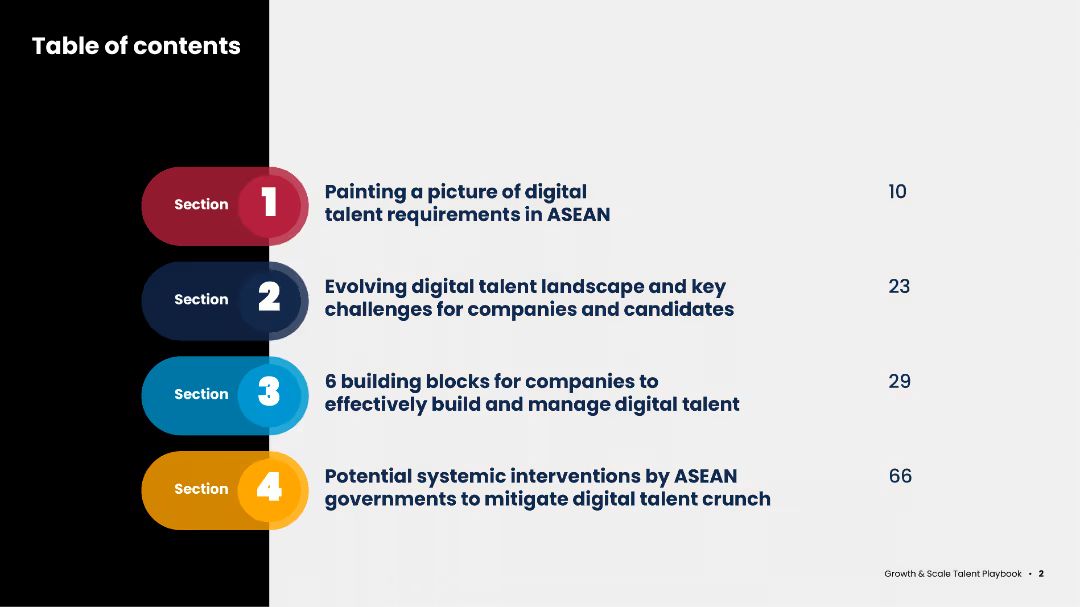 Table of contents
Section 1
Painting a picture of digital
talent requirements in ASEAN
10
Section 2
Evolving digital talent landscape and key
challenges for companies and candidates
23
Section 3
6 building blocks for companies to
effectively build and manage digital talent
29
Section 4
Potential systemic interventions by ASEAN
governments to mitigate digital talent crunch
66
Growth & Scale Talent Playbook • 2